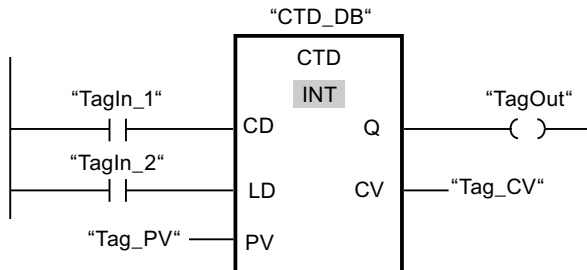 “CTD_DB“
CTD
INT
“TagIn_1“
CD
Q
“TagOut“
“TagIn_2“
LD
CV
“Tag_CV“
“Tag_PV“
PV